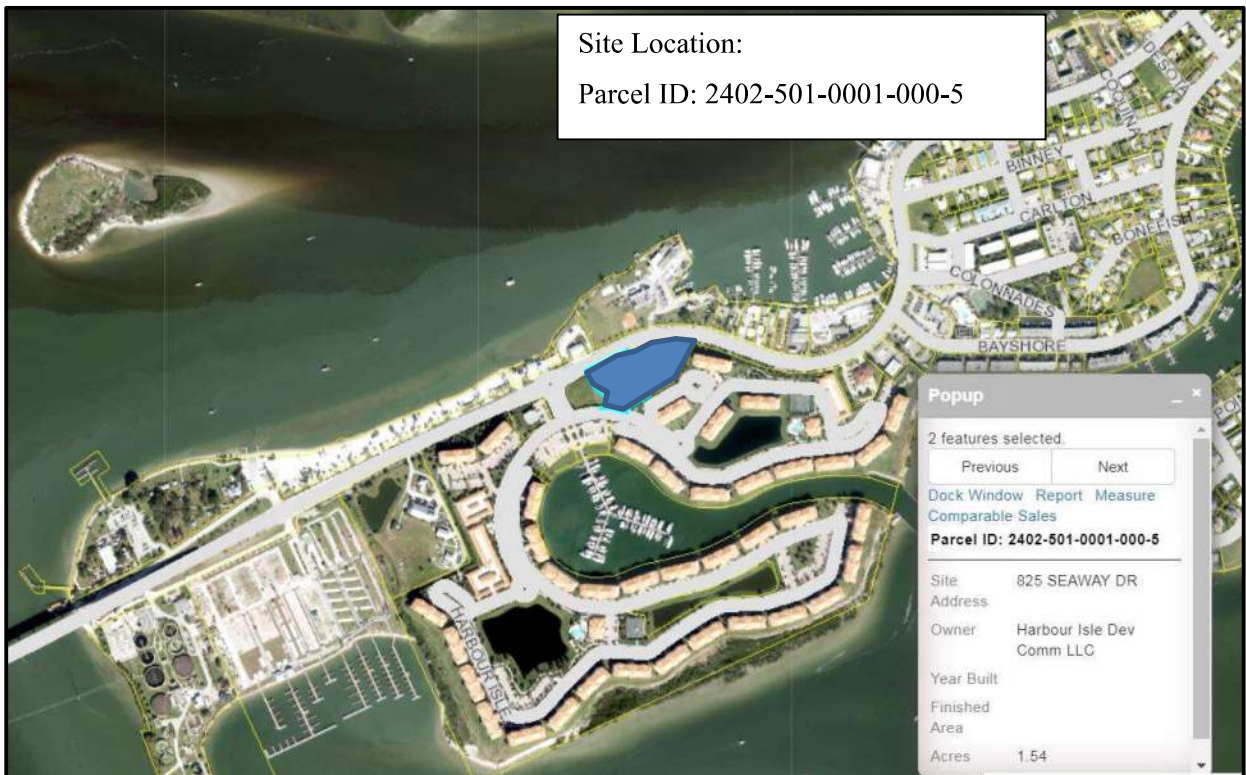 Site Location:
Parcel ID: 2402-501-0001-000-5
DESOTA
COQUINA
BINNEY
CARLTON
BONEFISH
COLONNADES
BAYSHORE
HARBOUR ISLE
Popup
2 features selected.
Previous Next
Dock Window Report Measure
Comparable Sales
Parcel ID: 2402-501-0001-000-5
Site 825 SEAWAY DR
Address
Owner Harbour Isle Dev
Comm LLC
Year Built
Finished
Area
Acres 1.54